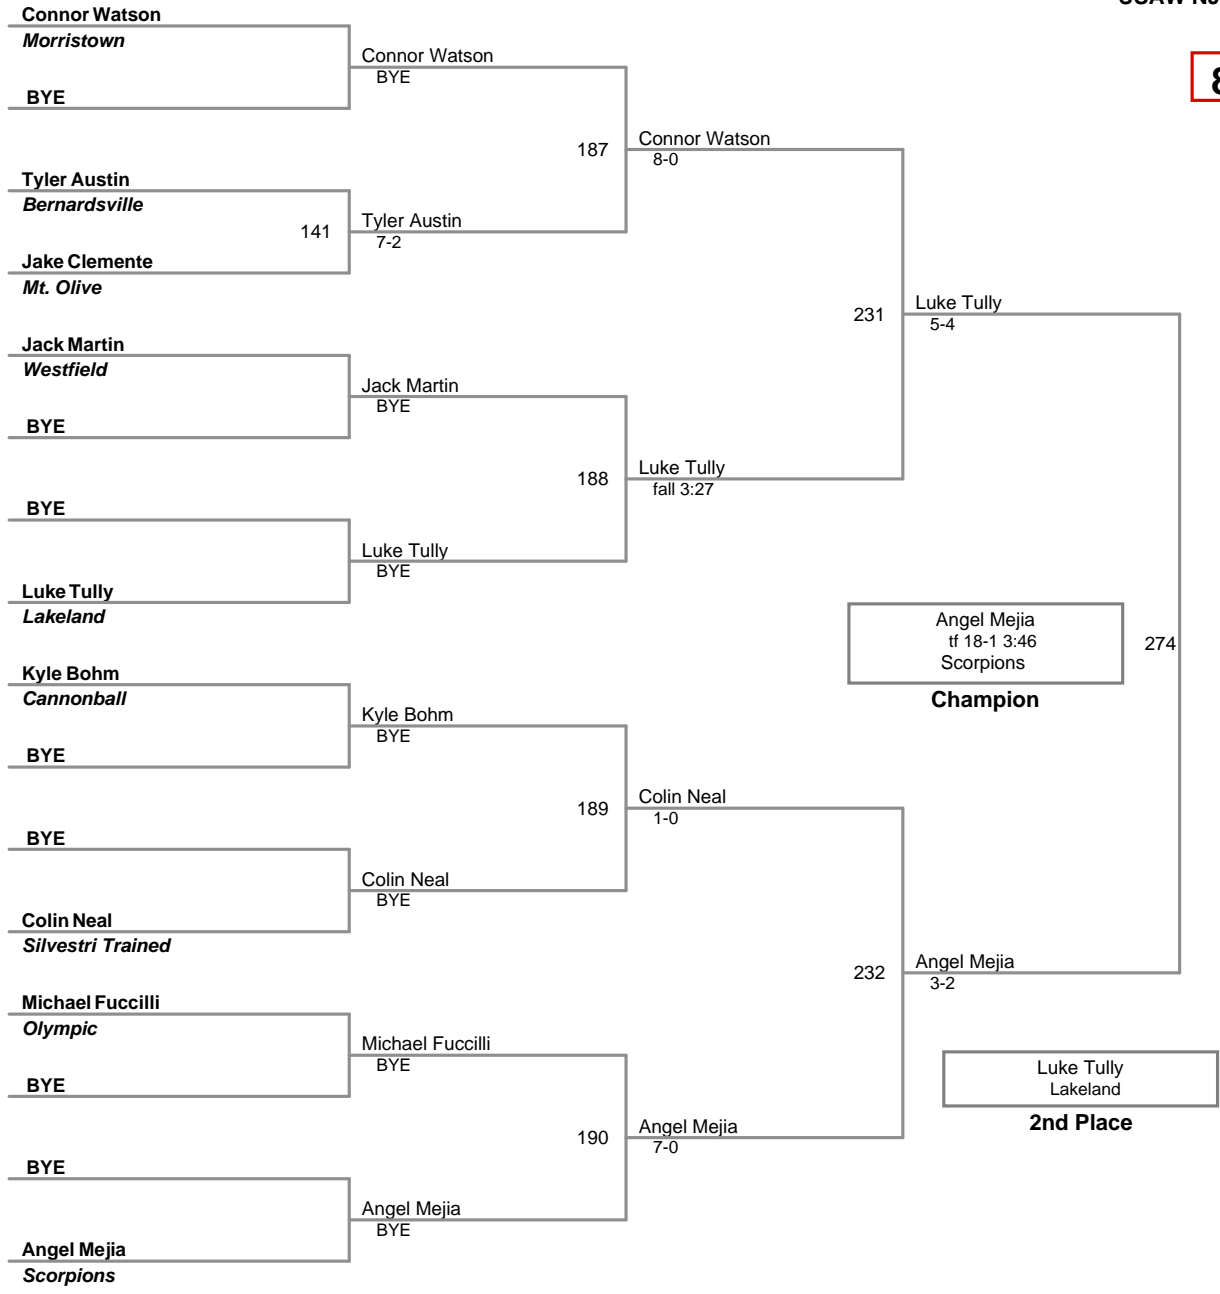 Connor Watson
Morristown
BYE
Tyler Austin
Bernardsville
141
Jake Clemente
Mt. Olive
Jack Martin
Westfield
BYE
BYE
Luke Tully
Lakeland
Kyle Bohm
Cannonball
BYE
BYE
Colin Neal
Silvestri Trained
Michael Fuccilli
Olympic
BYE
BYE
Angel Mejia
Scorpions
Connor Watson
BYE
187
Tyler Austin
7-2
Jack Martin
BYE
188
Luke Tully
BYE
Kyle Bohm
BYE
189
Colin Neal
BYE
Michael Fuccilli
BYE
190
Angel Mejia
BYE
Connor Watson
8-0
231
Luke Tully
fall 3:27
Colin Neal
1-0
232
Angel Mejia
7-0
Luke Tully
5-4
274
Angel Mejia
3-2
Angel Mejia
tf 18-1 3:46
Scorpions
Champion
Luke Tully
Lakeland
2nd Place